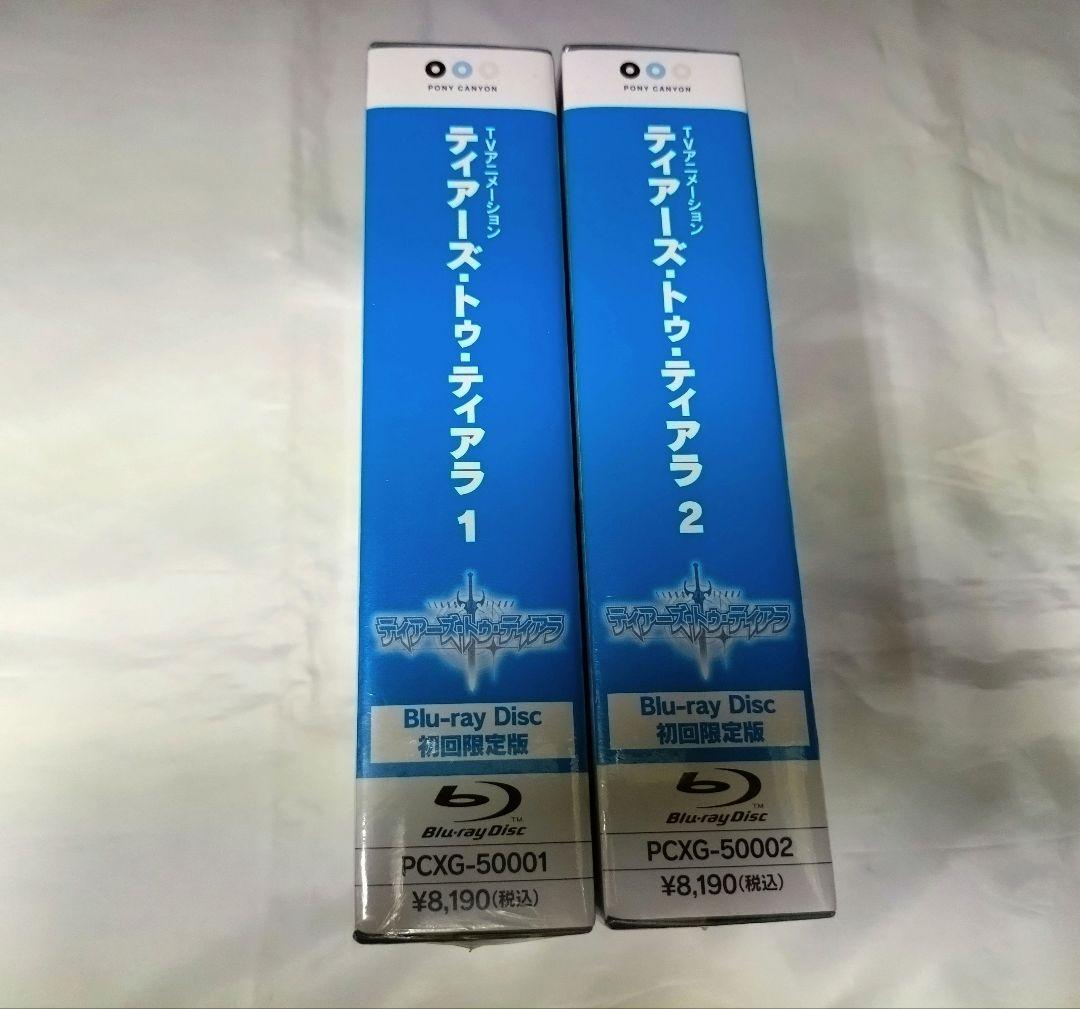 PONY CANYON
TVアニメーション
ティアーズ・トゥ・ティアラ 1
ティアーズ・トゥ・ティアラ
Blu-ray Disc
初回限定版
Blu-ray Disc™
PCXG-50001
¥8,190(税込)
PONY CANYON
TVアニメーション
ティアーズ・トゥ・ティアラ 2
ティアーズ・トゥ・ティアラ
Blu-ray Disc
初回限定版
Blu-ray Disc™
PCXG-50002
¥8,190(税込)